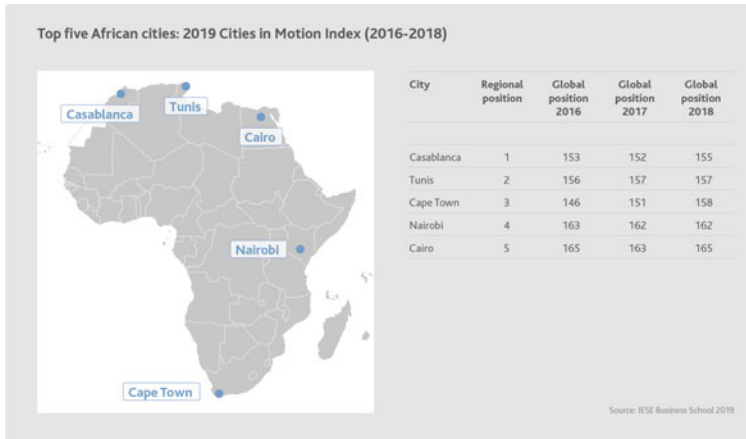 Top five African cities: 2019 Cities in Motion Index (2016-2018)
Casablanca
Tunis
Cairo
Nairobi
Cape Town
City Regional position Global position 2016 Global position 2017 Global position 2018
Casablanca 1 153 152 155
Tunis 2 156 157 157
Cape Town 3 146 151 158
Nairobi 4 163 162 162
Cairo 5 165 163 165
Source: IESE Business School 2019